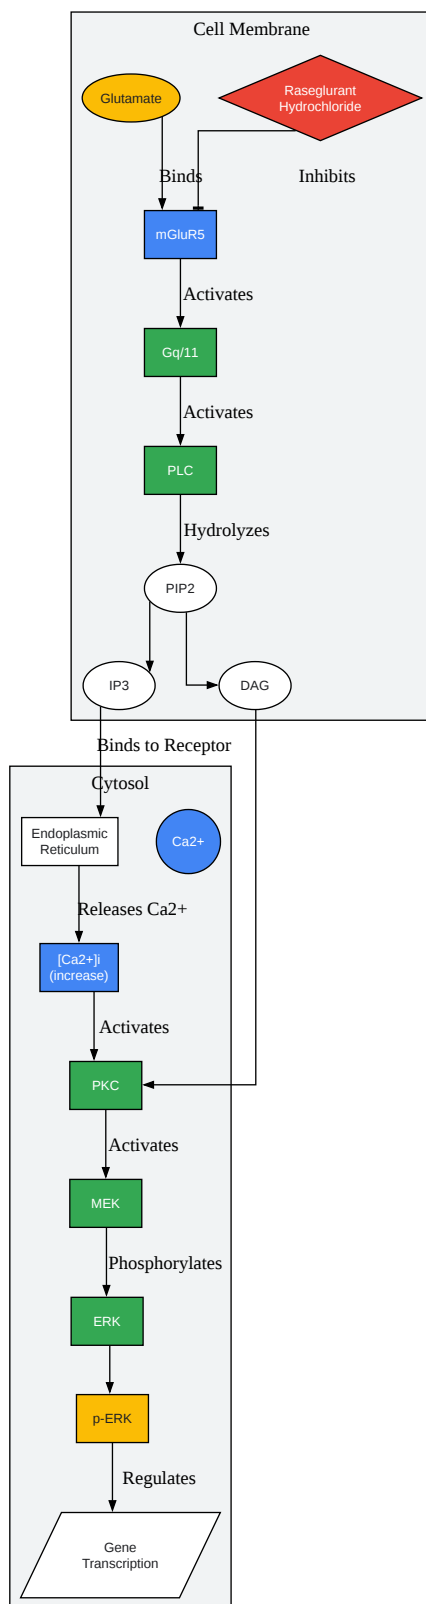 Cell Membrane
Glutamate
Raseglurant
Hydrochloride
Binds
Inhibits
mGluR5
Activates
Gq/11
Activates
PLC
Hydrolyzes
PIP2
IP3
DAG
Binds to Receptor
Cytosol
Endoplasmic
Reticulum
Ca2+
Releases Ca2+
[Ca2+]i
(increase)
Activates
PKC
Activates
MEK
Phosphorylates
ERK
p-ERK
Regulates
Gene
Transcription